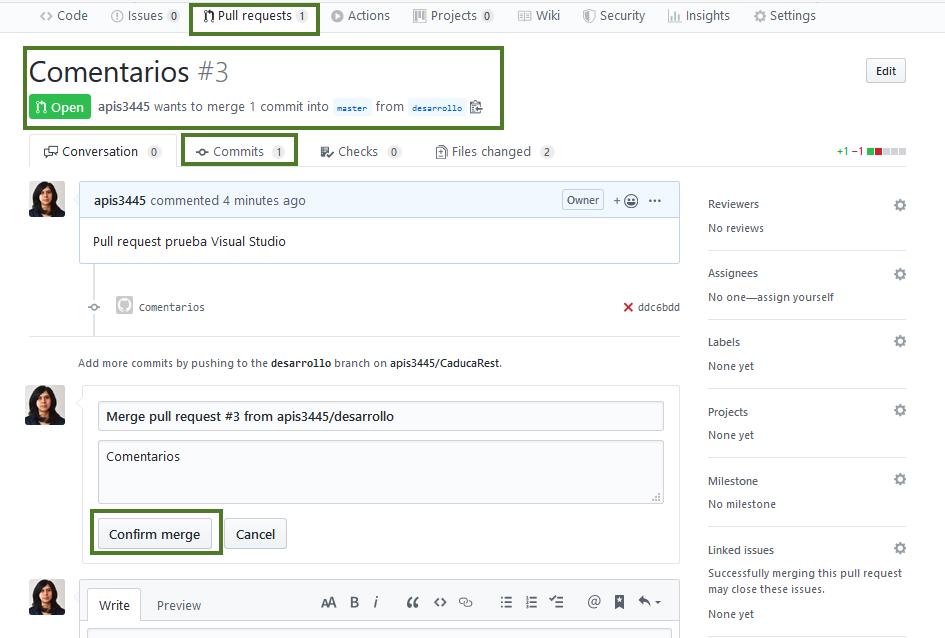 Code Issues 0 Pull requests 1 Actions Projects 0 Wiki Security Insights Settings
Comentarios #3
Edit
Open apis3445 wants to merge 1 commit into master from desarrollo
Conversation 0 Commits 1 Checks 0 Files changed 2
+1 −1
apis3445 commented 4 minutes ago
Owner
Pull request prueba Visual Studio
Comentarios
ddc6bdd
Add more commits by pushing to the desarrollo branch on apis3445/CaducaRest.
Merge pull request #3 from apis3445/desarrollo
Comentarios
Confirm merge
Cancel
Write
Preview
AA B i
Reviewers
No reviews
Assignees
No one—assign yourself
Labels
None yet
Projects
None yet
Milestone
No milestone
Linked issues
Successfully merging this pull request
may close these issues.
None yet